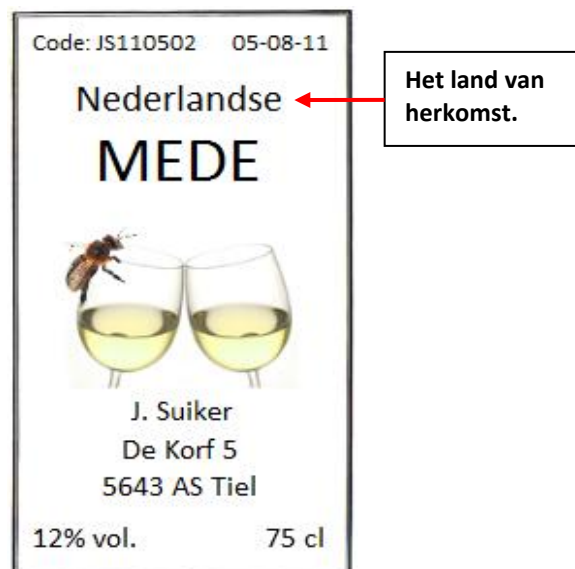 Code: JS110502 05-08-11
Nederlandse
MEDE
J. Suiker
De Korf 5
5643 AS Tiel
12% vol. 75 cl
Het land van
herkomst.